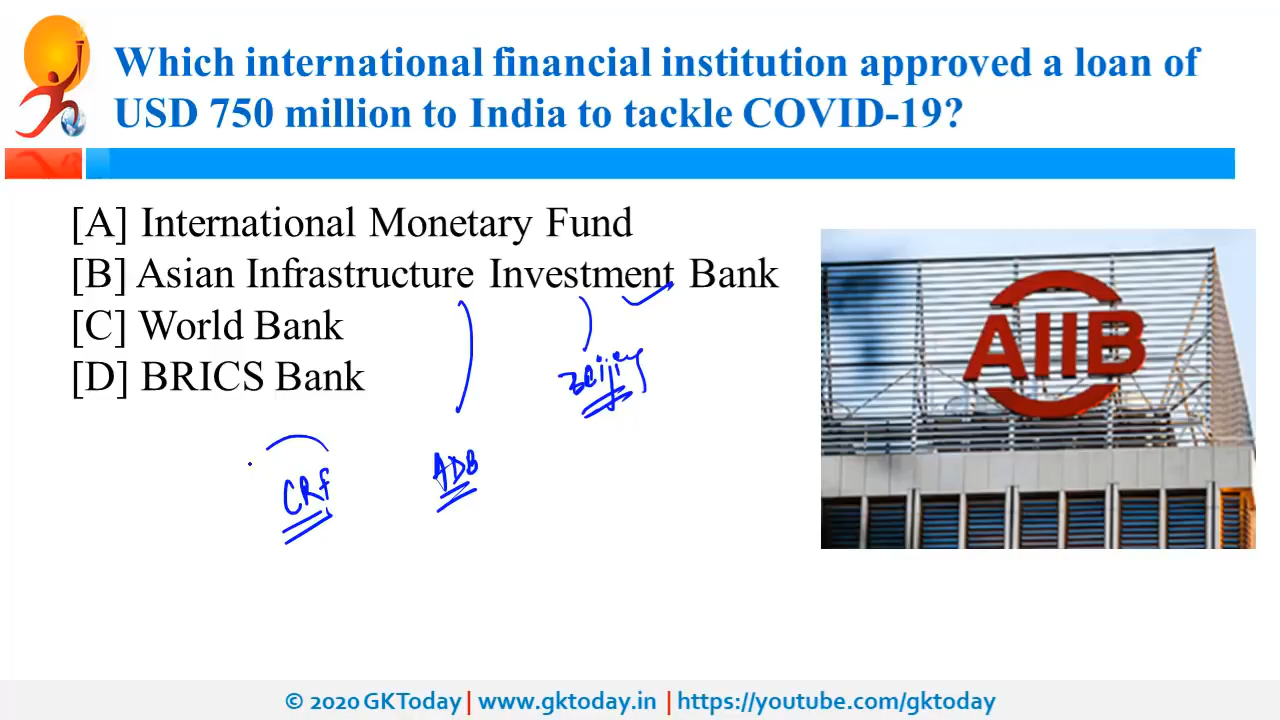 Which international financial institution approved a loan of
USD 750 million to India to tackle COVID-19?
[A] International Monetary Fund
[B] Asian Infrastructure Investment Bank
[C] World Bank
[D] BRICS Bank
AIIB
Beijing
CRF
ADB
© 2020 GKToday | www.gktoday.in | https://youtube.com/gktoday